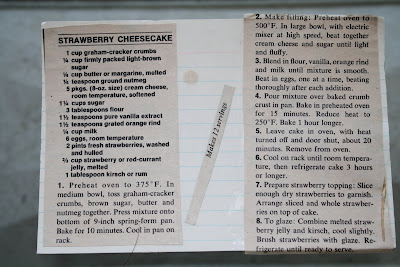 STRAWBERRY CHEESECAKE
1 cup graham-cracker crumbs
¼ cup firmly packed light-brown
sugar
¼ cup butter or margarine, melted
½ teaspoon ground nutmeg
5 pkgs. (8-oz. size) cream cheese,
room temperature, softened
1¼ cups sugar
3 tablespoons flour
1½ teaspoons pure vanilla extract
1½ teaspoons grated orange rind
¼ cup milk
6 eggs, room temperature
2 pints fresh strawberries, washed
and hulled
⅔ cup strawberry or red-currant
jelly, melted
1 tablespoon kirsch or rum
1. Preheat oven to 375°F. In
medium bowl, toss graham-cracker
crumbs, brown sugar, butter and
nutmeg together. Press mixture onto
bottom of 9-inch spring-form pan.
Bake for 10 minutes. Cool in pan on
rack.
Makes 12 servings
2. Make filling: Preheat oven to
500°F. In large bowl, with electric
mixer at high speed, beat together
cream cheese and sugar until light
and fluffy.
3. Blend in flour, vanilla, orange rind
and milk until mixture is smooth.
Beat in eggs, one at a time, beating
thoroughly after each addition.
4. Pour mixture over baked crumb
crust in pan. Bake in preheated oven
for 15 minutes. Reduce heat to
250°F. Bake 1 hour longer.
5. Leave cake in oven, with heat
turned off and door shut, about 20
minutes. Remove from oven.
6. Cool on rack until room tempera-
ture, then refrigerate cake 3 hours
or longer.
7. Prepare strawberry topping: Slice
enough dry strawberries to garnish.
Arrange sliced and whole strawber-
ries on top of cake.
8. To glaze: Combine melted straw-
berry jelly and kirsch, cool slightly.
Brush strawberries with glaze. Re-
frigerate until ready to serve.